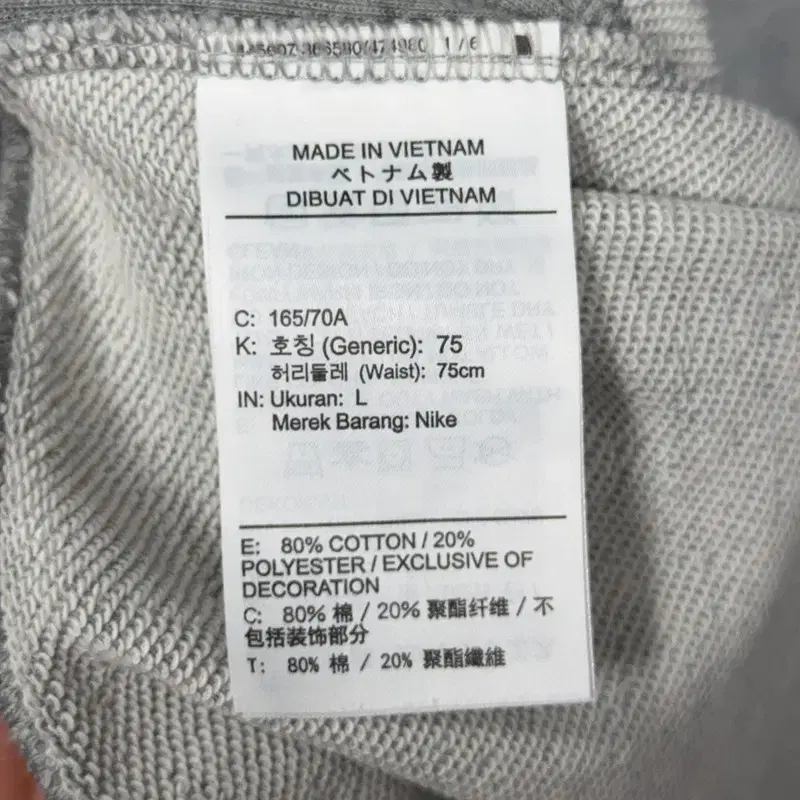 1 / 6
MADE IN VIETNAM
ベトナム製
DIBUAT DI VIETNAM
C: 165/70A
K: 호칭 (Generic): 75
허리둘레 (Waist): 75cm
IN: Ukuran: L
Merek Barang: Nike
E: 80% COTTON / 20%
POLYESTER / EXCLUSIVE OF
DECORATION
C: 80% 棉 / 20% 聚酯纤维 / 不
包括装饰部分
T: 80% 棉 / 20% 聚酯纖維